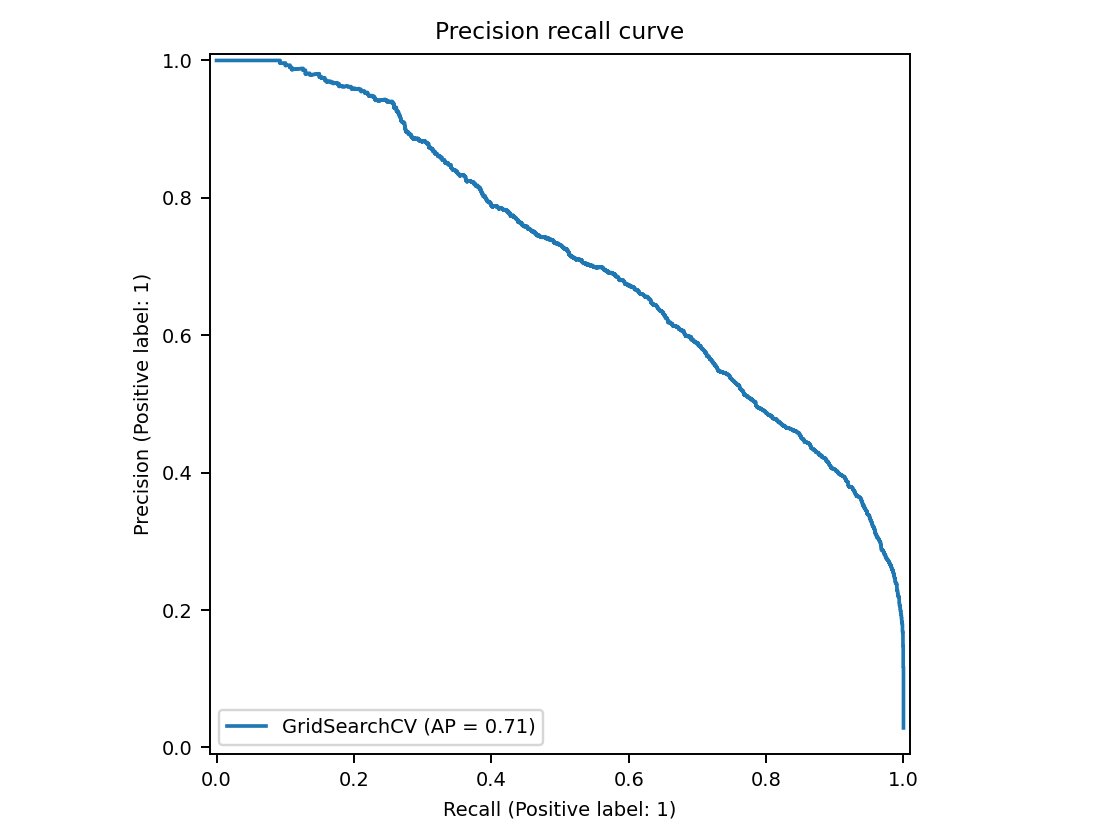 Precision recall curve
1.0
0.8
0.6
0.4
0.2
0.0
Precision (Positive label: 1)
GridSearchCV (AP = 0.71)
0.0 0.2 0.4 0.6 0.8 1.0
Recall (Positive label: 1)